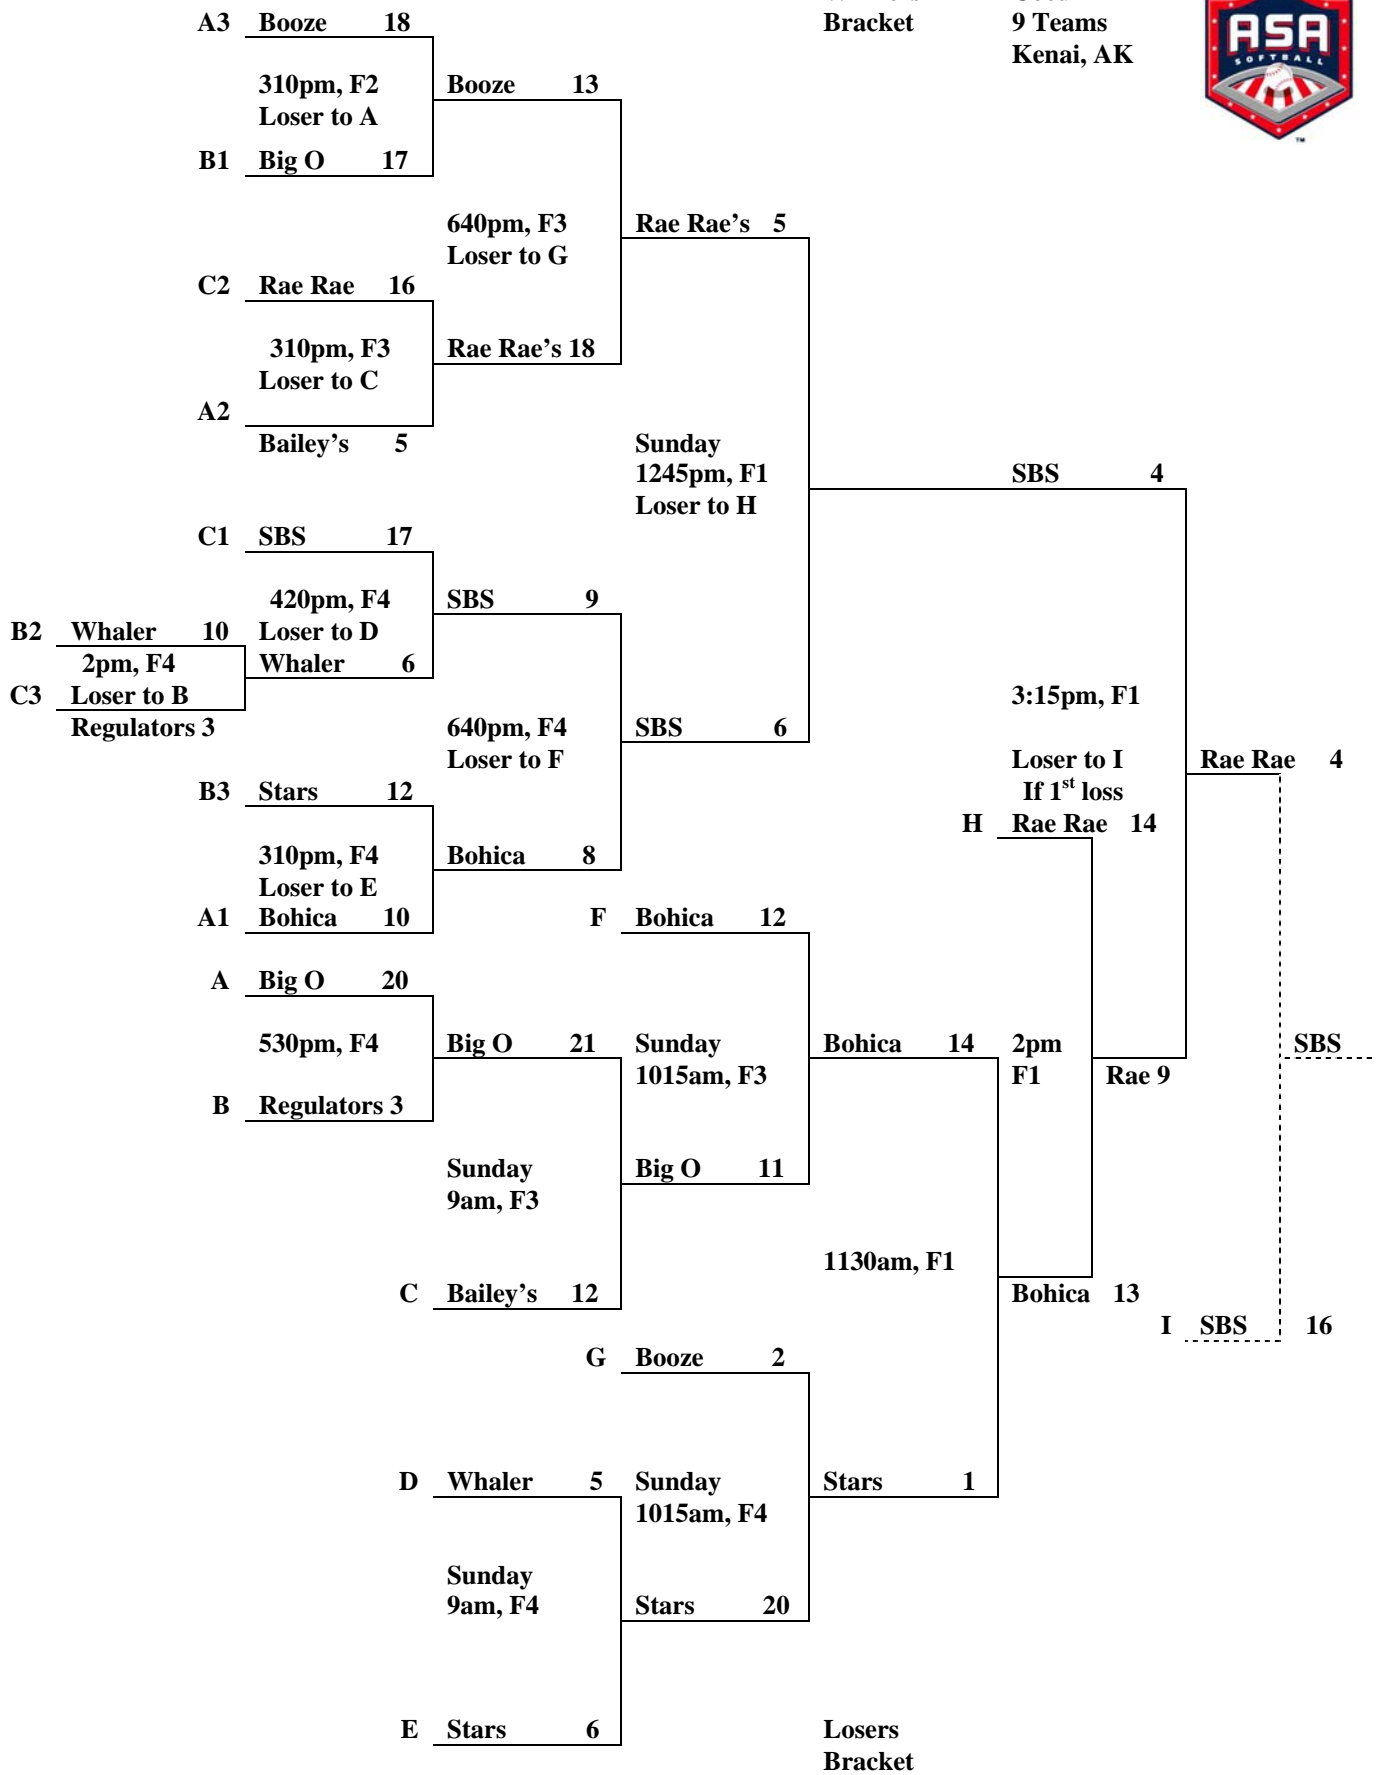 A3 Booze 18
Bracket 9 Teams
Kenai, AK
ASA
SOFTBALL
TM
310pm, F2 Booze 13
Loser to A
B1 Big O 17
640pm, F3 Rae Rae’s 5
Loser to G
C2 Rae Rae 16
310pm, F3 Rae Rae’s 18
Loser to C
A2
Bailey’s 5 Sunday
1245pm, F1 SBS 4
Loser to H
C1 SBS 17
420pm, F4 SBS 9
B2 Whaler 10 Loser to D
2pm, F4 Whaler 6
C3 Loser to B 3:15pm, F1
Regulators 3 640pm, F4 SBS 6
Loser to F Loser to I Rae Rae 4
B3 Stars 12 If 1st loss
H Rae Rae 14
310pm, F4 Bohica 8
Loser to E
A1 Bohica 10 F Bohica 12
A Big O 20
530pm, F4 Big O 21 Sunday Bohica 14 2pm SBS
1015am, F3 F1 Rae 9
B Regulators 3
Sunday Big O 11
9am, F3
1130am, F1
C Bailey’s 12 Bohica 13
I SBS 16
G Booze 2
D Whaler 5 Sunday Stars 1
1015am, F4
Sunday
9am, F4 Stars 20
E Stars 6 Losers
Bracket